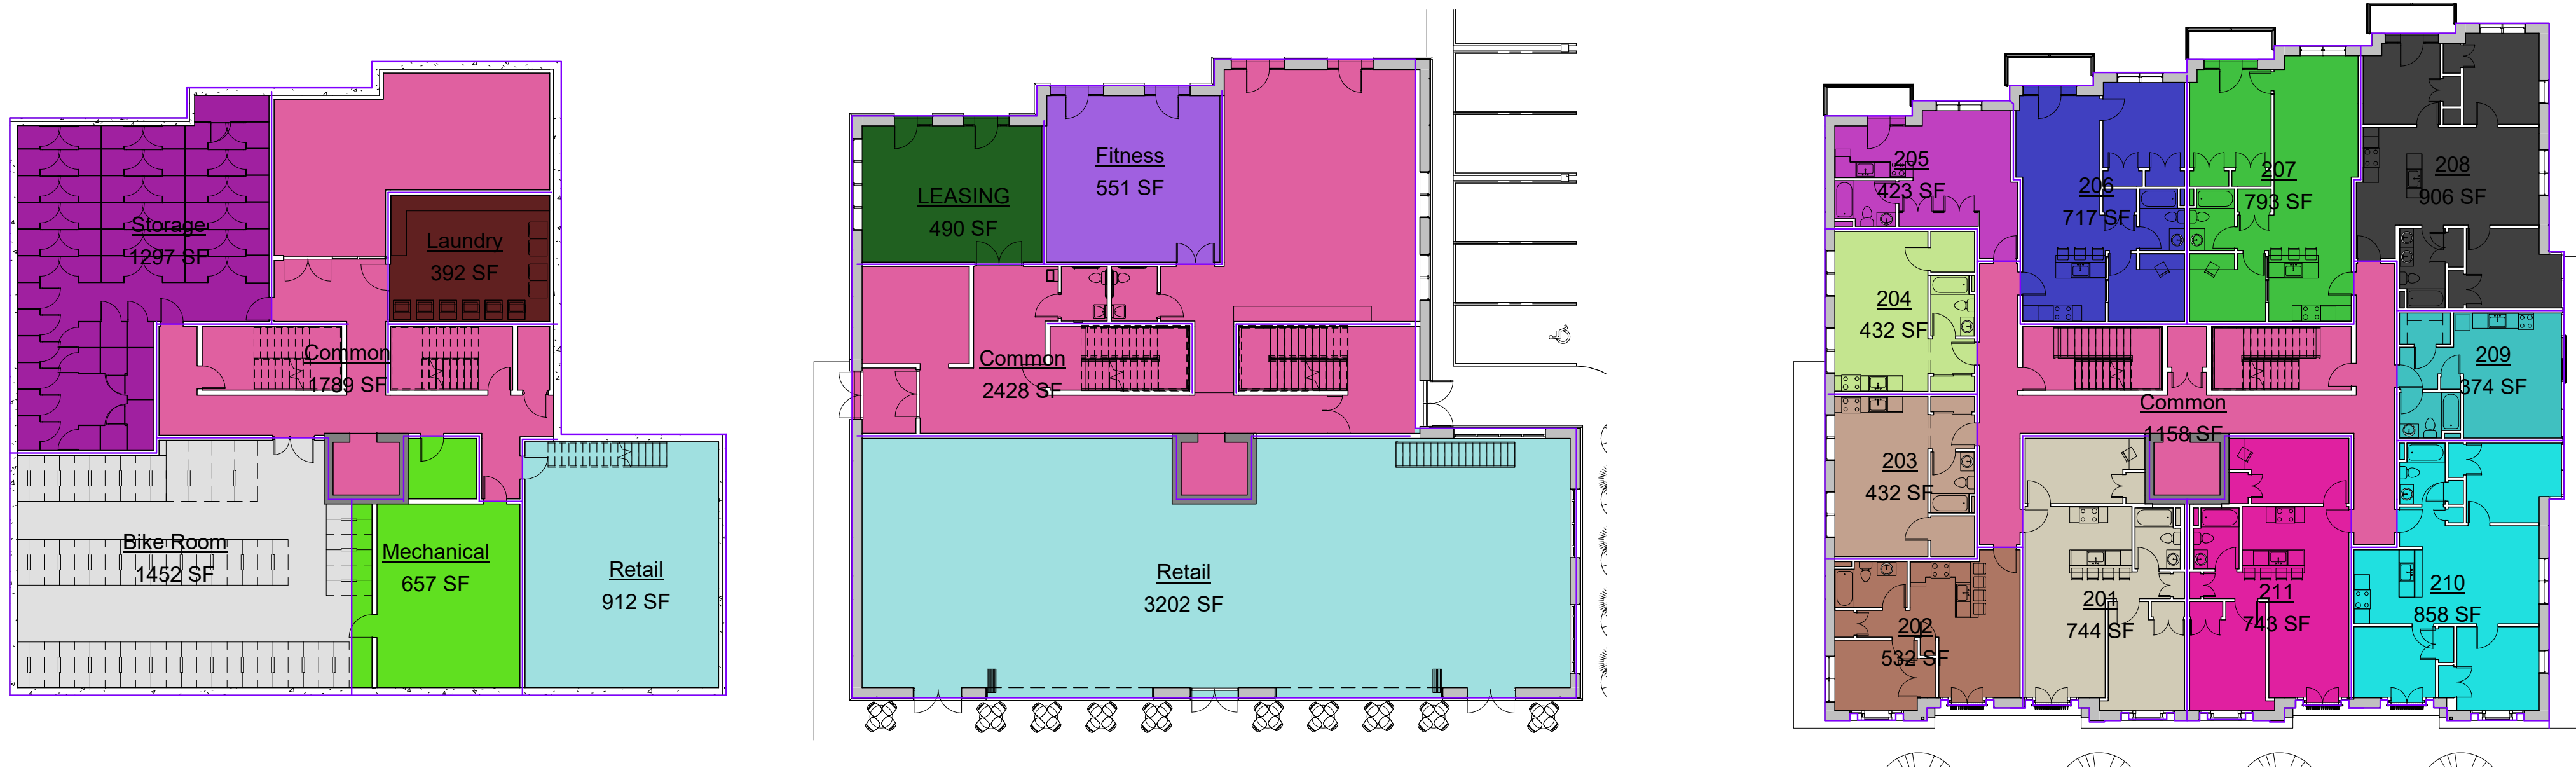 Storage
1297 SF
Laundry
392 SF
Common
1789 SF
Bike Room
1452 SF
Mechanical
657 SF
Retail
912 SF
LEASING
490 SF
Fitness
551 SF
Common
2428 SF
Retail
3202 SF
205
423 SF
206
717 SF
207
793 SF
208
906 SF
204
432 SF
209
374 SF
Common
1158 SF
203
432 SF
202
532 SF
201
744 SF
211
743 SF
210
858 SF